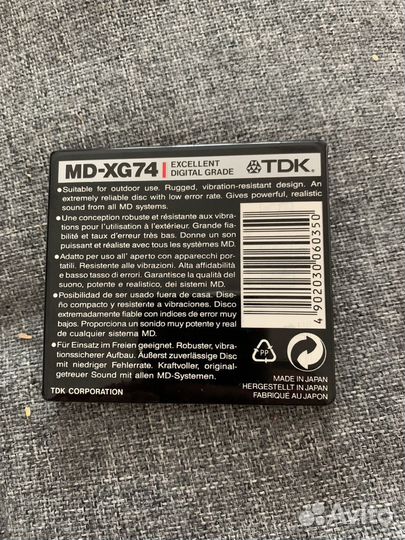 MD-XG74 EXCELLENT DIGITAL GRADE TDK
•Suitable for outdoor use. Rugged, vibration-resistant design. An
extremely reliable disc with low error rate. Gives powerful, realistic
sound from all MD systems.
•Une conception robuste et résistante aux vibra-
tions pour l'utilisation à l'extérieur. Grande fia-
bilité et taux d'erreur très bas. Donne un son
puissant et réaliste avec tous les systèmes MD.
•Adatto per uso all' aperto con apparecchi por-
tatili. Resistente alle vibrazioni. Alta affidabilità
e basso tasso di errori. Garantisce la qualità del
suono, potente e realistico, dei sistemi MD.
•Posibilidad de ser usado fuera de casa. Dise-
ño compacto y resistente a vibraciones. Disco
extremadamente fiable con indices de error muy
bajos. Proporciona un sonido muy potente y real
de cualquier sistema MD.
•Für Einsatz im Freien geeignet. Robuster, vibra-
tionssicherer Aufbau. Äußerst zuverlässige Disc
mit niedriger Fehlerrate. Kraftvoller, original-
getreuer Sound mit allen MD-Systemen.
TDK CORPORATION
4 902030 060350
PP
MADE IN JAPAN
HERGESTELLT IN JAPAN
FABRIQUE AU JAPON
Avito